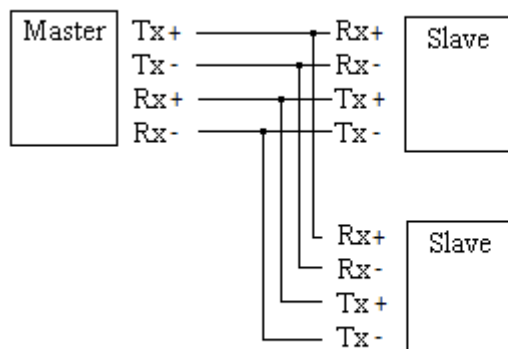 Master Tx+ Rx+ Slave
Tx- Rx-
Rx+ Tx+
Rx- Tx-
Rx+ Slave
Rx-
Tx+
Tx-